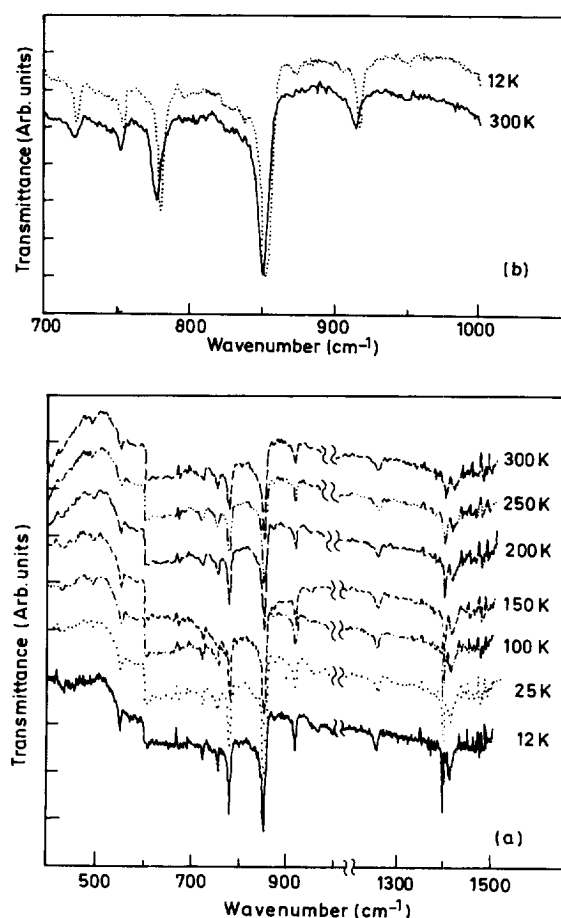 Transmittance (Arb. units)
12K
300K
(b)
700
800
900
1000
Wavenumber (cm⁻¹)
Transmittance (Arb. units)
300K
250K
200K
150K
100K
25K
12K
(a)
500
700
900
1300
1500
Wavenumber (cm⁻¹)